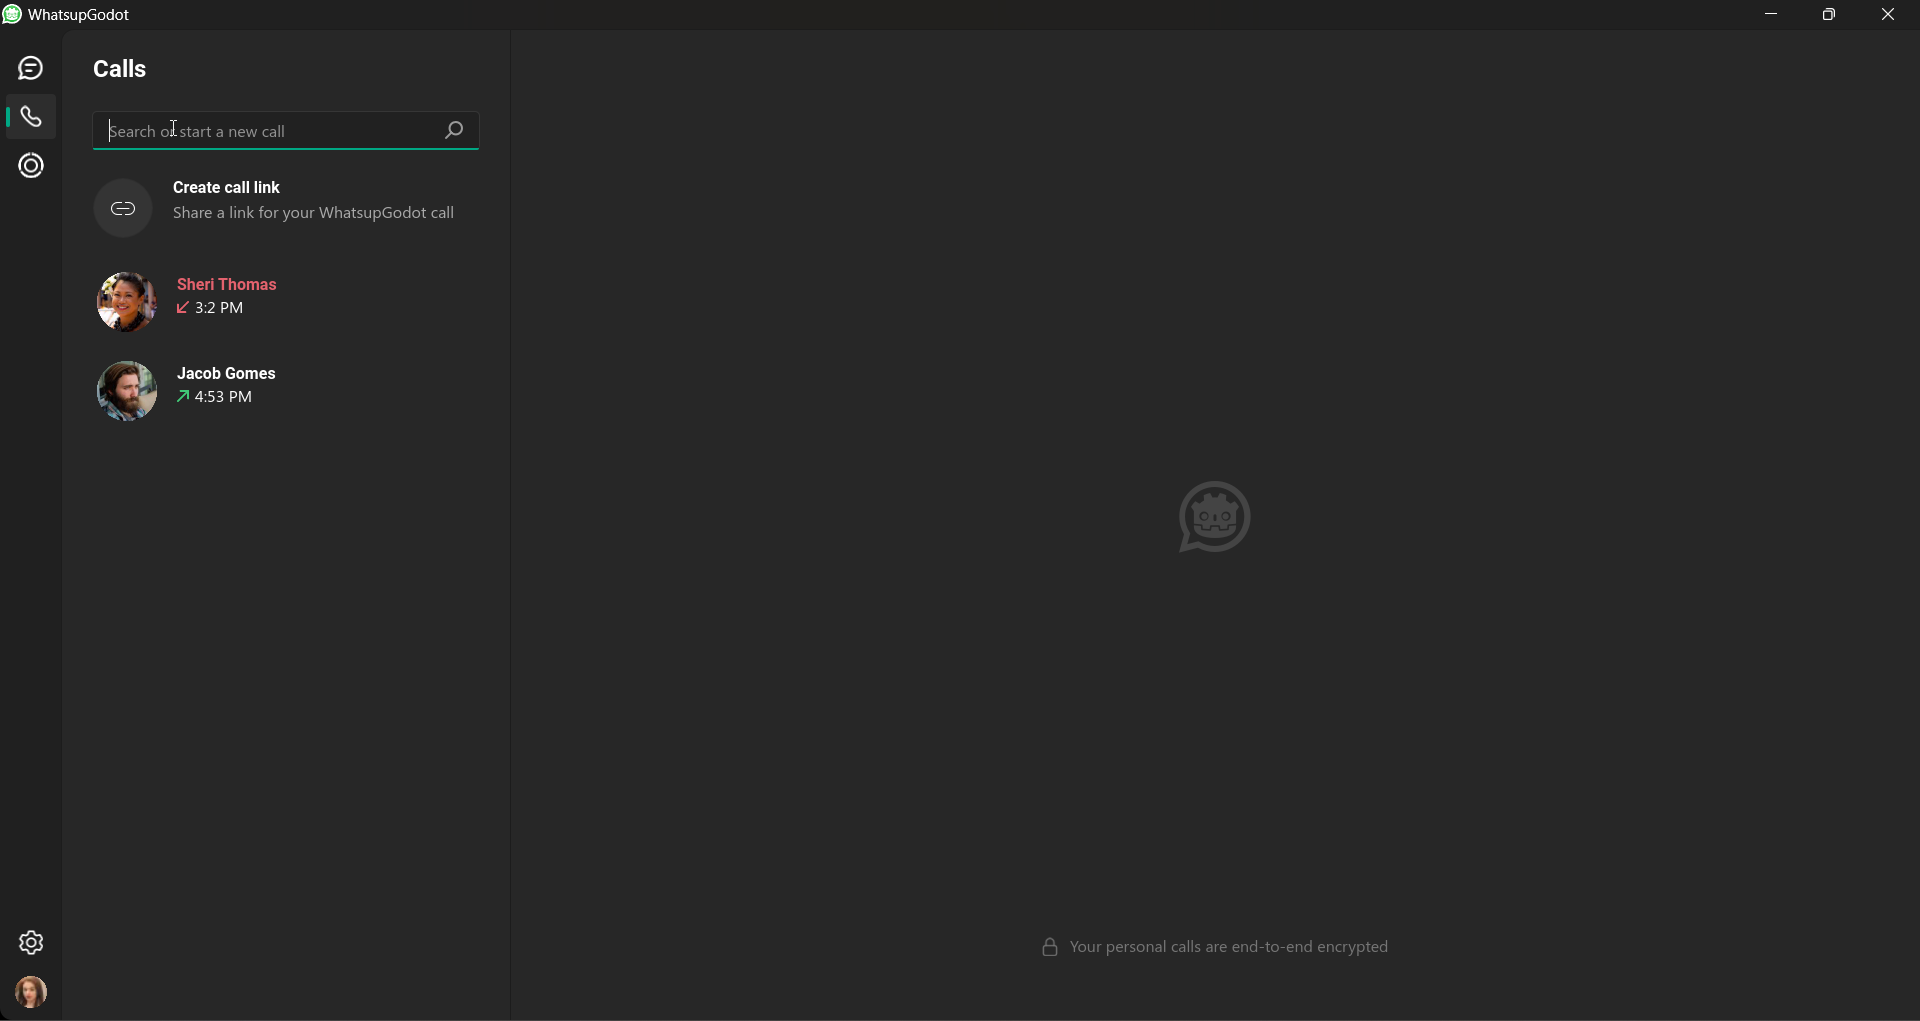 WhatsupGodot
Calls
Search or start a new call
Create call link
Share a link for your WhatsupGodot call
Sheri Thomas
3:2 PM
Jacob Gomes
4:53 PM
Your personal calls are end-to-end encrypted